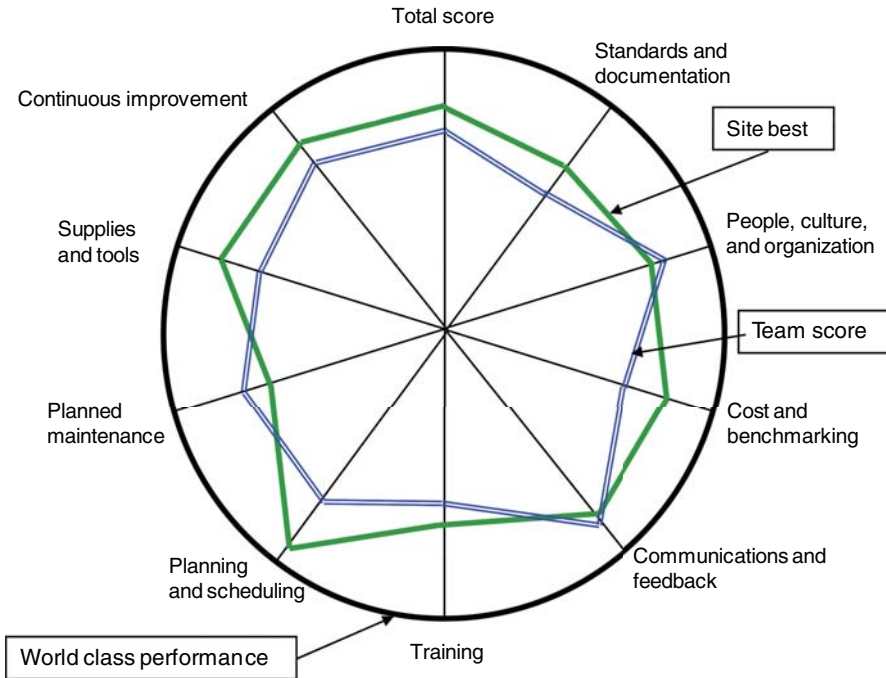 Total score
Standards and
documentation
Continuous improvement
Site best
Supplies
and tools
People, culture,
and organization
Team score
Planned
maintenance
Cost and
benchmarking
Planning
and scheduling
Communications and
feedback
World class performance
Training